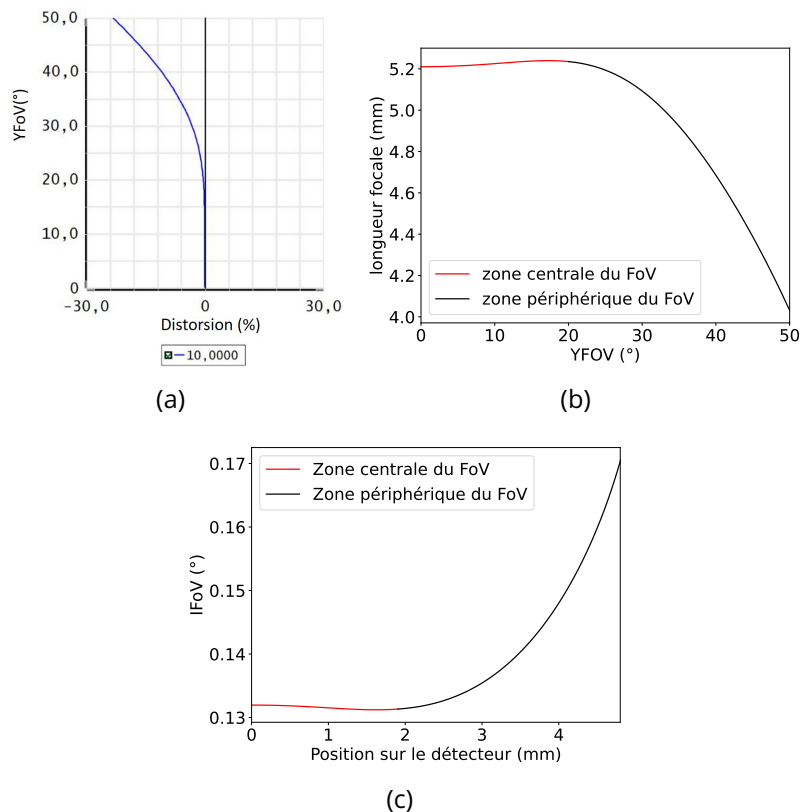 50,0
40,0
30,0
20,0
10,0
0
YFoV(°)
-30,0 0 30,0
Distorsion (%)
10,0000
(a)
5.2
5.0
4.8
4.6
4.4
4.2
4.0
longueur focale (mm)
zone centrale du FoV
zone périphérique du FoV
0 10 20 30 40 50
YFOV (°)
(b)
0.17
0.16
0.15
0.14
0.13
IFoV (°)
Zone centrale du FoV
Zone périphérique du FoV
0 1 2 3 4
Position sur le détecteur (mm)
(c)